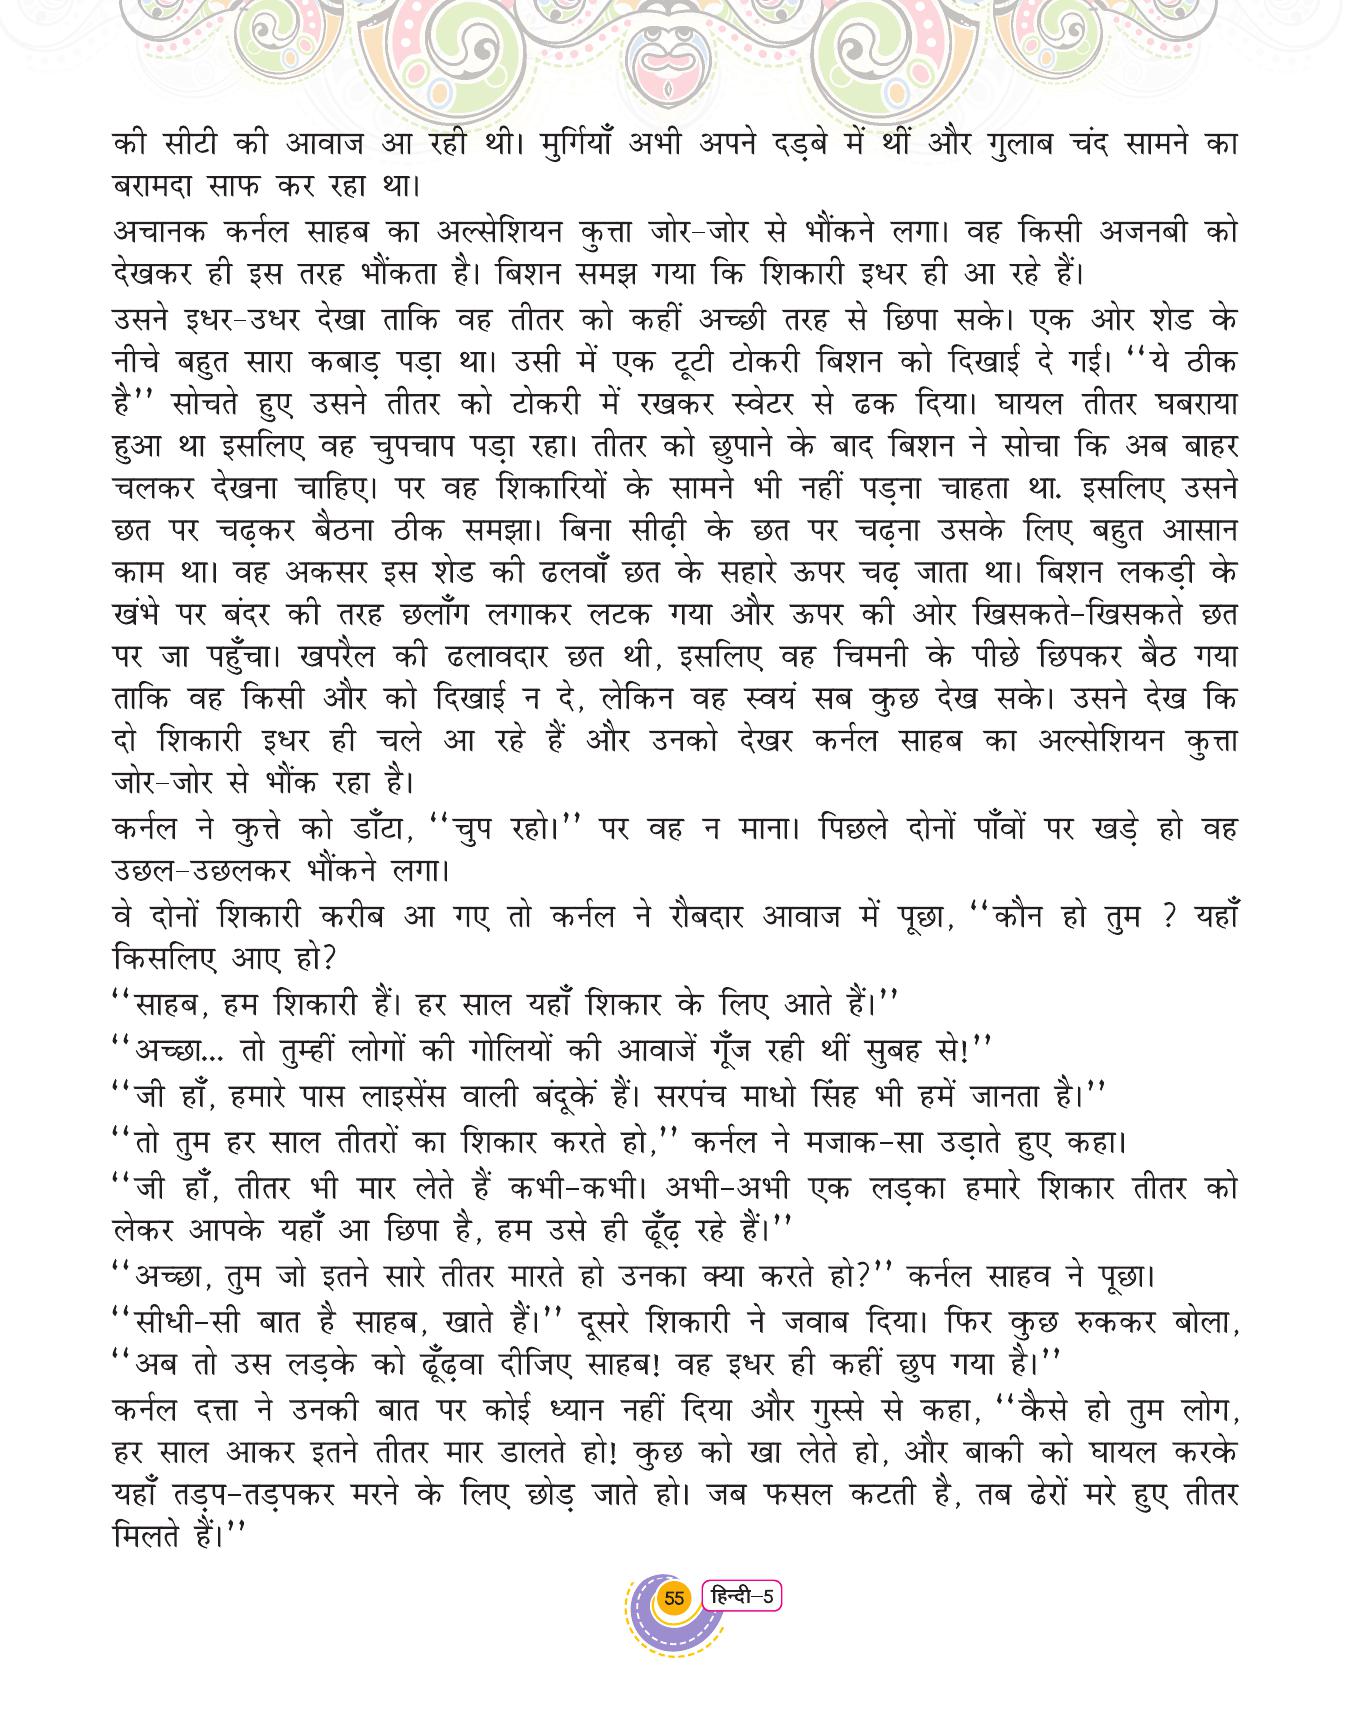 की सीटी की आवाज आ रही थी। मुर्गियाँ अभी अपने दड़बे में थीं और गुलाब चंद सामने का
बरामदा साफ कर रहा था।
अचानक कर्नल साहब का अल्सेशियन कुत्ता जोर-जोर से भौंकने लगा। वह किसी अजनबी को
देखकर ही इस तरह भौंकता है। बिशन समझ गया कि शिकारी इधर ही आ रहे हैं।
उसने इधर-उधर देखा ताकि वह तीतर को कहीं अच्छी तरह से छिपा सके। एक ओर शेड के
नीचे बहुत सारा कबाड़ पड़ा था। उसी में एक टूटी टोकरी बिशन को दिखाई दे गई। ‘‘ये ठीक
है’’ सोचते हुए उसने तीतर को टोकरी में रखकर स्वेटर से ढक दिया। घायल तीतर घबराया
हुआ था इसलिए वह चुपचाप पड़ा रहा। तीतर को छुपाने के बाद बिशन ने सोचा कि अब बाहर
चलकर देखना चाहिए। पर वह शिकारियों के सामने भी नहीं पड़ना चाहता था. इसलिए उसने
छत पर चढ़कर बैठना ठीक समझा। बिना सीढ़ी के छत पर चढ़ना उसके लिए बहुत आसान
काम था। वह अकसर इस शेड की ढलवाँ छत के सहारे ऊपर चढ़ जाता था। बिशन लकड़ी के
खंभे पर बंदर की तरह छलाँग लगाकर लटक गया और ऊपर की ओर खिसकते-खिसकते छत
पर जा पहुँचा। खपरैल की ढलावदार छत थी, इसलिए वह चिमनी के पीछे छिपकर बैठ गया
ताकि वह किसी और को दिखाई न दे, लेकिन वह स्वयं सब कुछ देख सके। उसने देख कि
दो शिकारी इधर ही चले आ रहे हैं और उनको देखर कर्नल साहब का अल्सेशियन कुत्ता
जोर-जोर से भौंक रहा है।
कर्नल ने कुत्ते को डाँटा, ‘‘चुप रहो।’’ पर वह न माना। पिछले दोनों पाँवों पर खड़े हो वह
उछल-उछलकर भौंकने लगा।
वे दोनों शिकारी करीब आ गए तो कर्नल ने रौबदार आवाज में पूछा, ‘‘कौन हो तुम ? यहाँ
किसलिए आए हो?
‘‘साहब, हम शिकारी हैं। हर साल यहाँ शिकार के लिए आते हैं।’’
‘‘अच्छा... तो तुम्हीं लोगों की गोलियों की आवाजें गूँज रही थीं सुबह से!’’
‘‘जी हाँ, हमारे पास लाइसेंस वाली बंदूकें हैं। सरपंच माधो सिंह भी हमें जानता है।’’
‘‘तो तुम हर साल तीतरों का शिकार करते हो,’’ कर्नल ने मजाक-सा उड़ाते हुए कहा।
‘‘जी हाँ, तीतर भी मार लेते हैं कभी-कभी। अभी-अभी एक लड़का हमारे शिकार तीतर को
लेकर आपके यहाँ आ छिपा है, हम उसे ही ढूँढ़ रहे हैं।’’
‘‘अच्छा, तुम जो इतने सारे तीतर मारते हो उनका क्या करते हो?’’ कर्नल साहव ने पूछा।
‘‘सीधी-सी बात है साहब, खाते हैं।’’ दूसरे शिकारी ने जवाब दिया। फिर कुछ रुककर बोला,
‘‘अब तो उस लड़के को ढूँढ़वा दीजिए साहब! वह इधर ही कहीं छुप गया है।’’
कर्नल दत्ता ने उनकी बात पर कोई ध्यान नहीं दिया और गुस्से से कहा, ‘‘कैसे हो तुम लोग,
हर साल आकर इतने तीतर मार डालते हो! कुछ को खा लेते हो, और बाकी को घायल करके
यहाँ तड़प-तड़पकर मरने के लिए छोड़ जाते हो। जब फसल कटती है, तब ढेरों मरे हुए तीतर
मिलते हैं।’’
55 हिन्दी-5